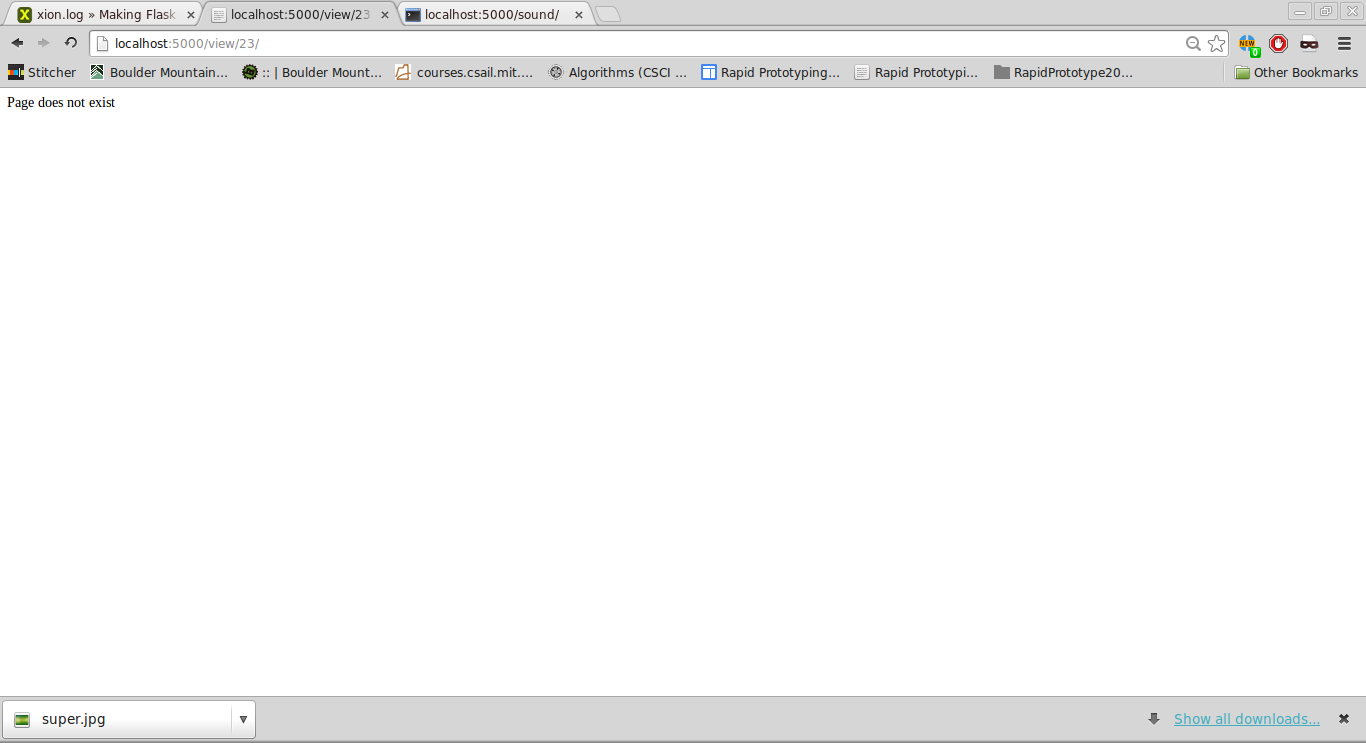 xion.log » Making Flask
localhost:5000/view/23
localhost:5000/sound/
localhost:5000/view/23/
NEW
0
Stitcher
Boulder Mountain...
:: | Boulder Mount...
courses.csail.mit....
Algorithms (CSCI ...
Rapid Prototyping...
Rapid Prototypi...
RapidPrototype20...
Other Bookmarks
Page does not exist
super.jpg
Show all downloads...